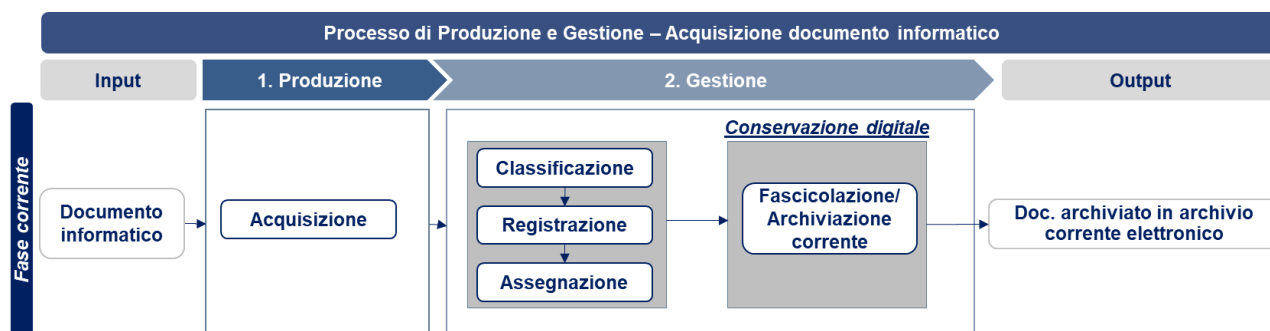 Processo di Produzione e Gestione – Acquisizione documento informatico
Input
1. Produzione
2. Gestione
Output
Fase corrente
Documento
informatico
Acquisizione
Classificazione
Registrazione
Assegnazione
Conservazione digitale
Fascicolazione/
Archiviazione
corrente
Doc. archiviato in archivio
corrente elettronico